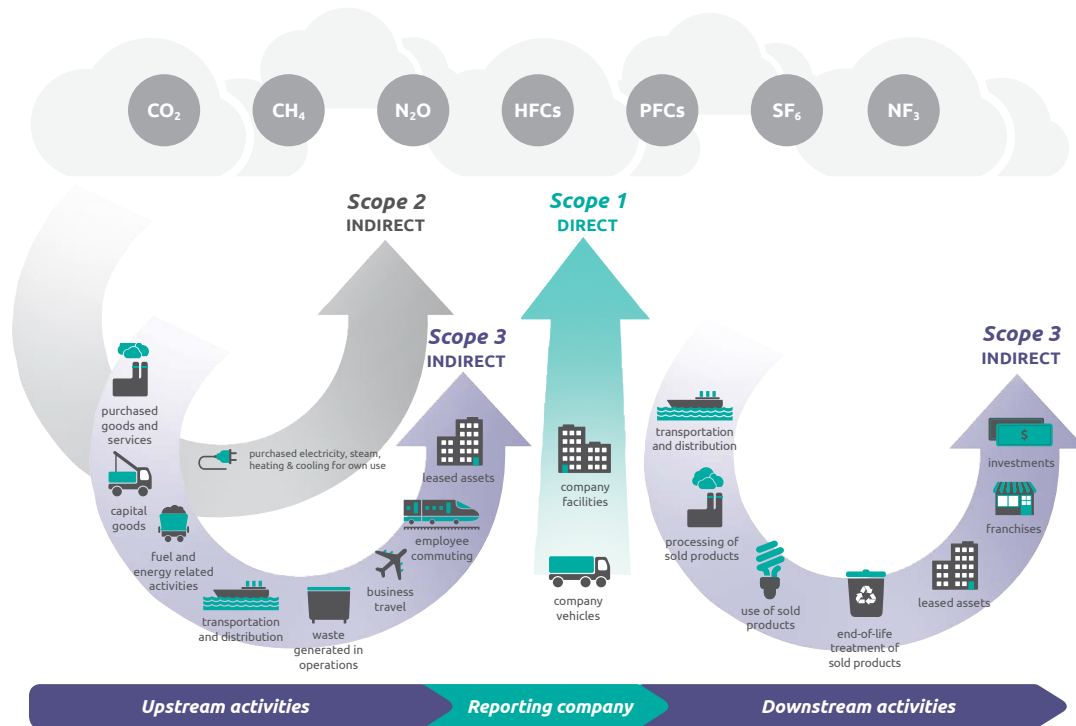 CO₂
CH₄
N₂O
HFCs
PFCs
SF₆
NF₃
Scope 2
INDIRECT
Scope 1
DIRECT
Scope 3
INDIRECT
Scope 3
INDIRECT
purchased
goods and
services
capital
goods
fuel and
energy related
activities
transportation
and distribution
waste
generated in
operations
business
travel
employee
commuting
leased assets
purchased electricity, steam,
heating & cooling for own use
company
facilities
company
vehicles
transportation
and distribution
processing of
sold products
use of sold
products
end-of-life
treatment of
sold products
leased assets
franchises
$
investments
Upstream activities
Reporting company
Downstream activities